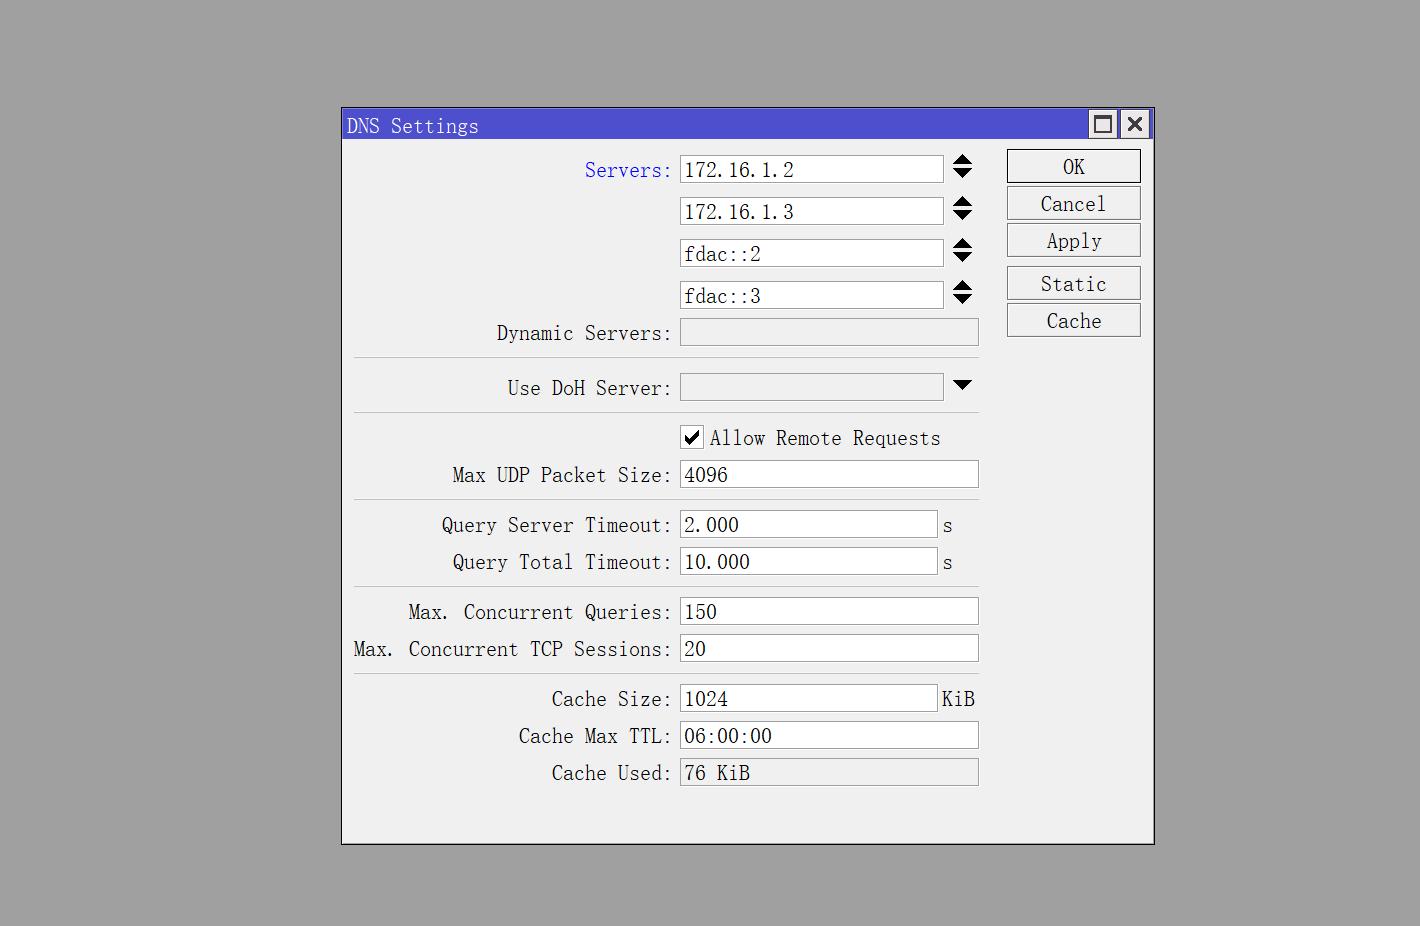 DNS Settings
Servers: 172.16.1.2
172.16.1.3
fdac::2
fdac::3
Dynamic Servers:
Use DoH Server:
Allow Remote Requests
Max UDP Packet Size: 4096
Query Server Timeout: 2.000 s
Query Total Timeout: 10.000 s
Max. Concurrent Queries: 150
Max. Concurrent TCP Sessions: 20
Cache Size: 1024 KiB
Cache Max TTL: 06:00:00
Cache Used: 76 KiB
OK
Cancel
Apply
Static
Cache